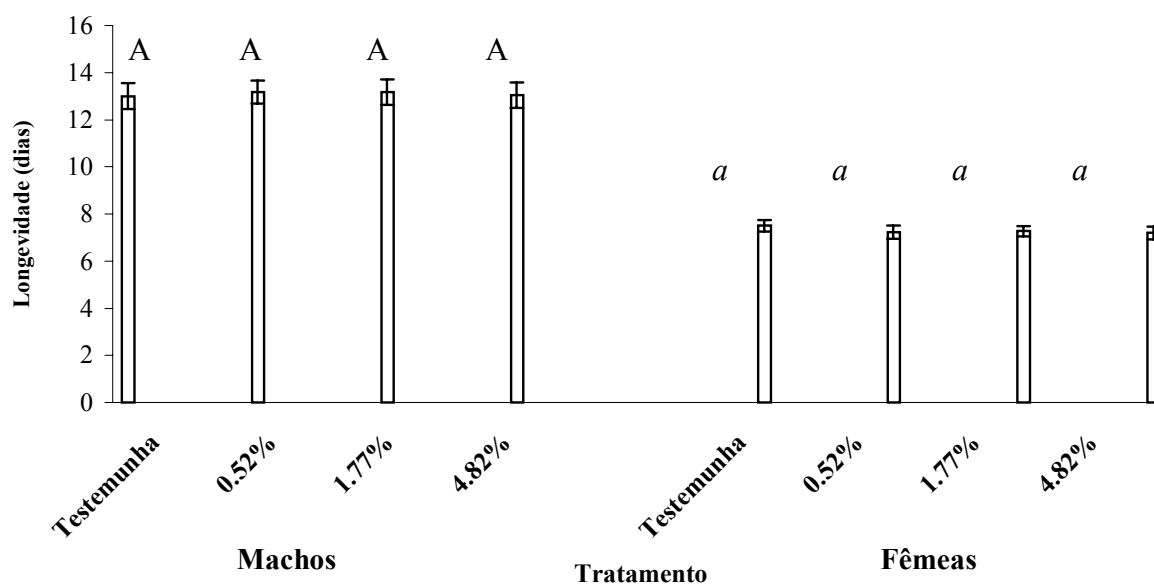 16
14
12
10
8
6
4
2
0
Longevidade (dias)
A A A A
a a a a
Testemunha 0.52% 1.77% 4.82% Testemunha 0.52% 1.77% 4.82%
Machos Tratamento Fêmeas